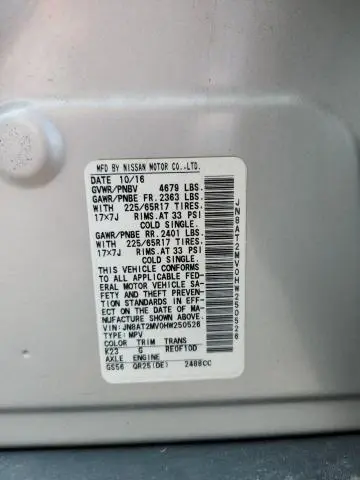 MFD BY NISSAN MOTOR CO.,LTD.
DATE 10/16
GVWR/PNBV 4679 LBS.
GAWR/PNBE FR. 2363 LBS.
WITH 225/65R17 TIRES.
17×7J RIMS.AT 33 PSI
COLD SINGLE.
GAWR/PNBE RR. 2401 LBS.
WITH 225/65R17 TIRES.
17×7J RIMS.AT 33 PSI
COLD SINGLE.
THIS VEHICLE CONFORMS
TO ALL APPLICABLE FED-
ERAL MOTOR VEHICLE SA-
FETY AND THEFT PREVEN-
TION STANDARDS IN EFF-
ECT ON THE DATE OF MA-
NUFACTURE SHOWN ABOVE.
VIN:JN8AT2MV0HW250526
TYPE:MPV
COLOR TRIM TRANS
K23 G RE0F10D
AXLE ENGINE
GS56 QR25(DE) 2488CC
JN8AT2MV0HW250526